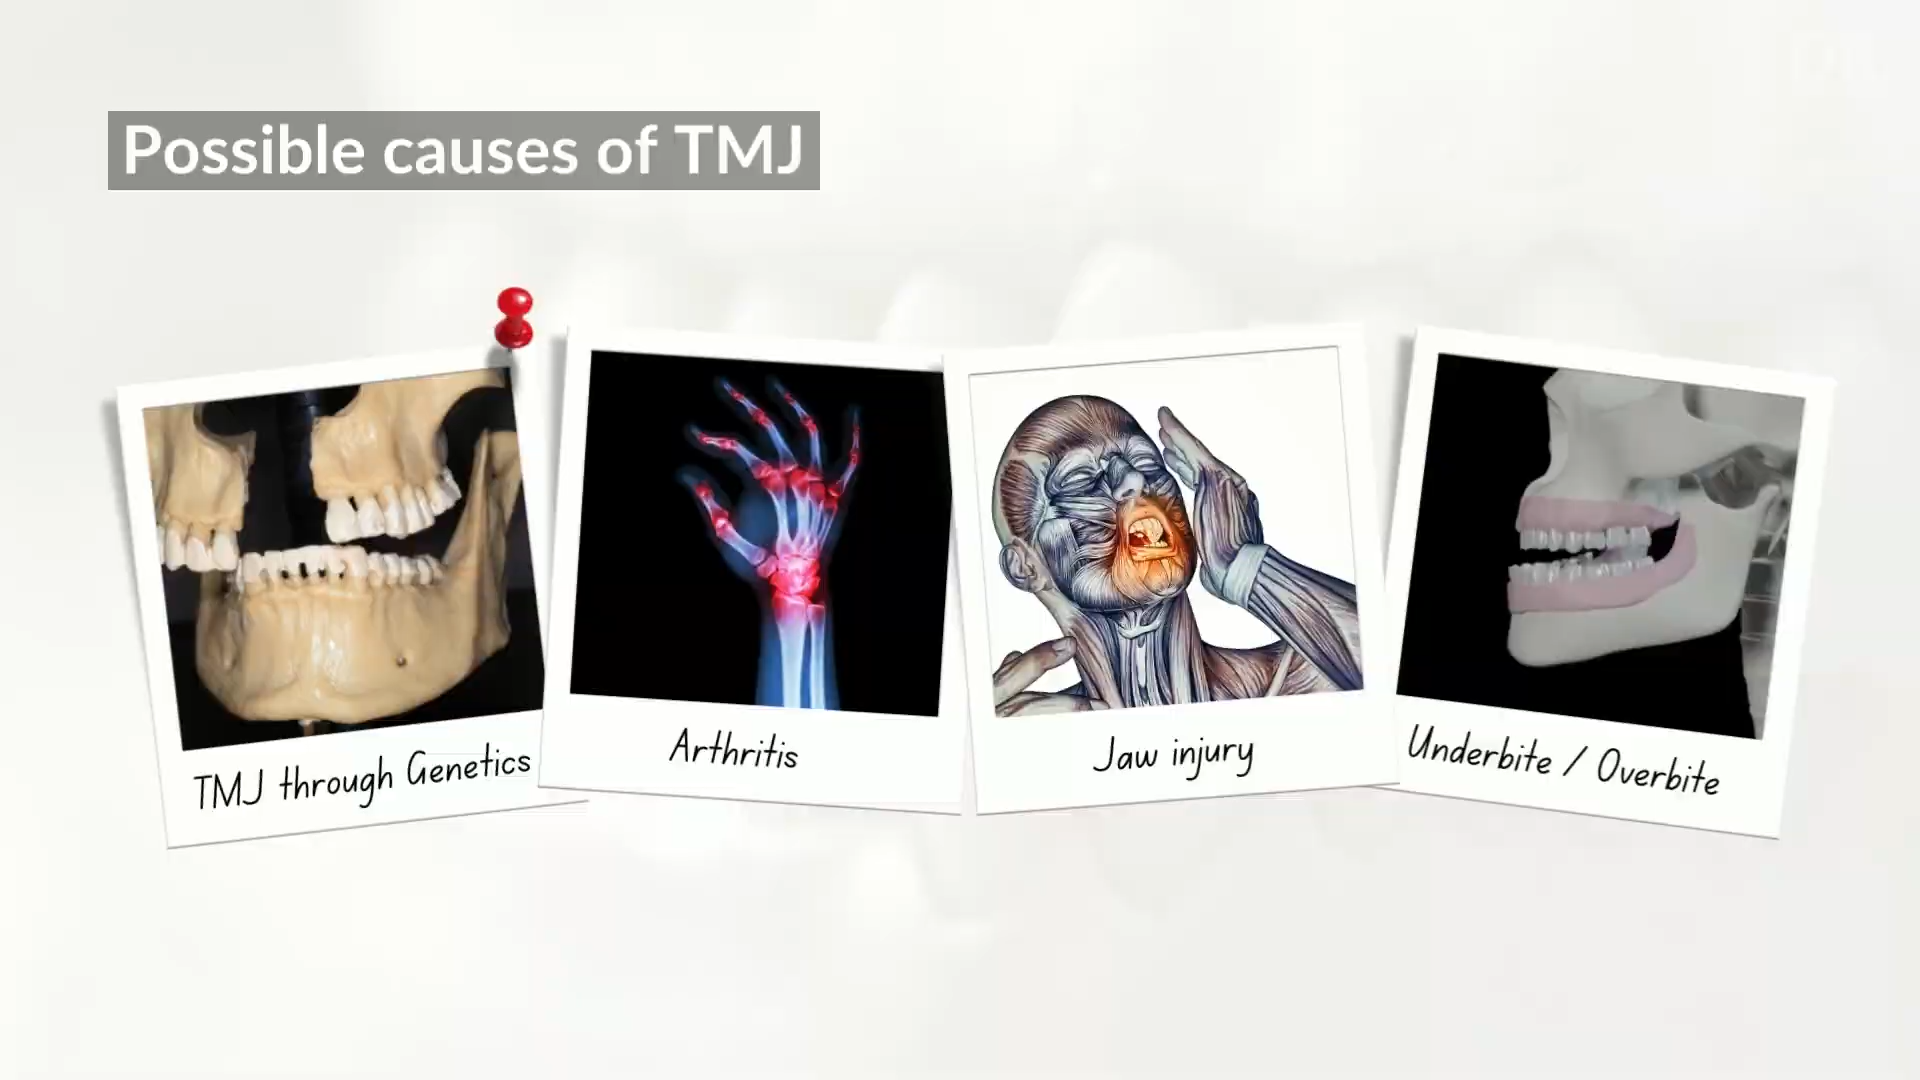 Possible causes of TMJ
TMJ through Genetics
Arthritis
Jaw injury
Underbite / Overbite